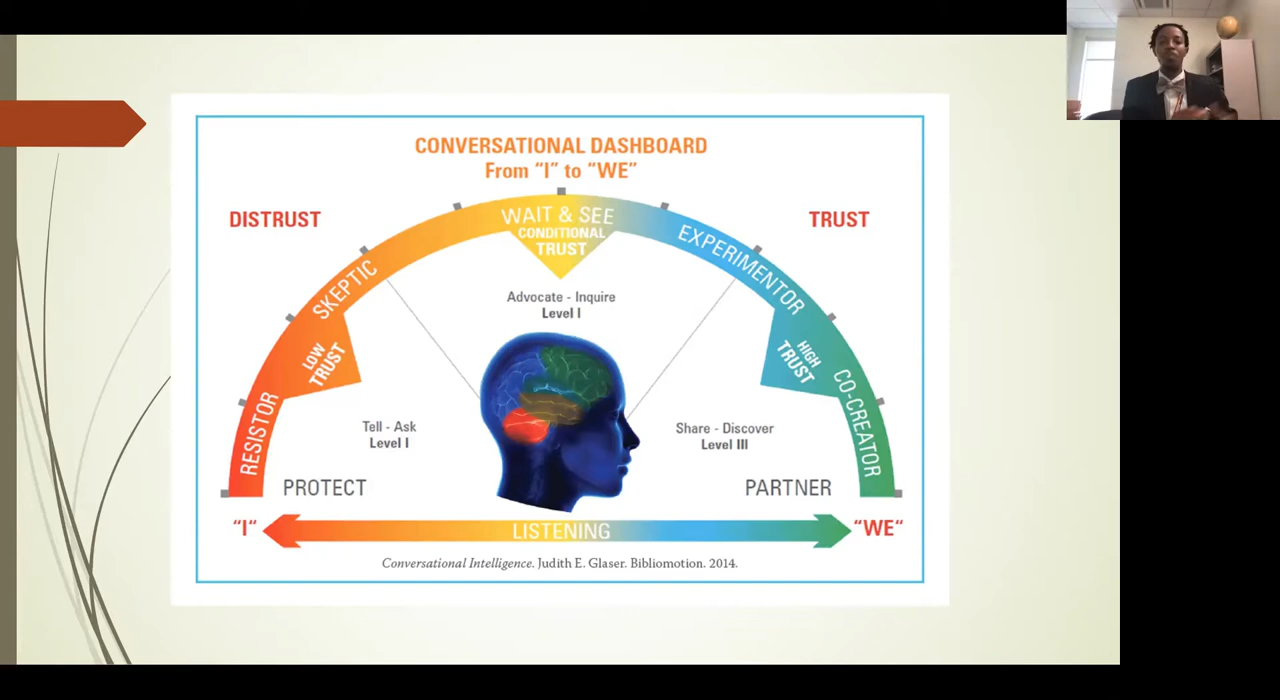 CONVERSATIONAL DASHBOARD
From “I” to “WE”
DISTRUST
TRUST
WAIT & SEE
CONDITIONAL
TRUST
SKEPTIC
EXPERIMENTOR
Advocate - Inquire
Level I
LOW
TRUST
HIGH
TRUST
RESISTOR
CO-CREATOR
Tell - Ask
Level I
Share - Discover
Level III
PROTECT
PARTNER
“I“
LISTENING
“WE“
Conversational Intelligence. Judith E. Glaser. Bibliomotion. 2014.